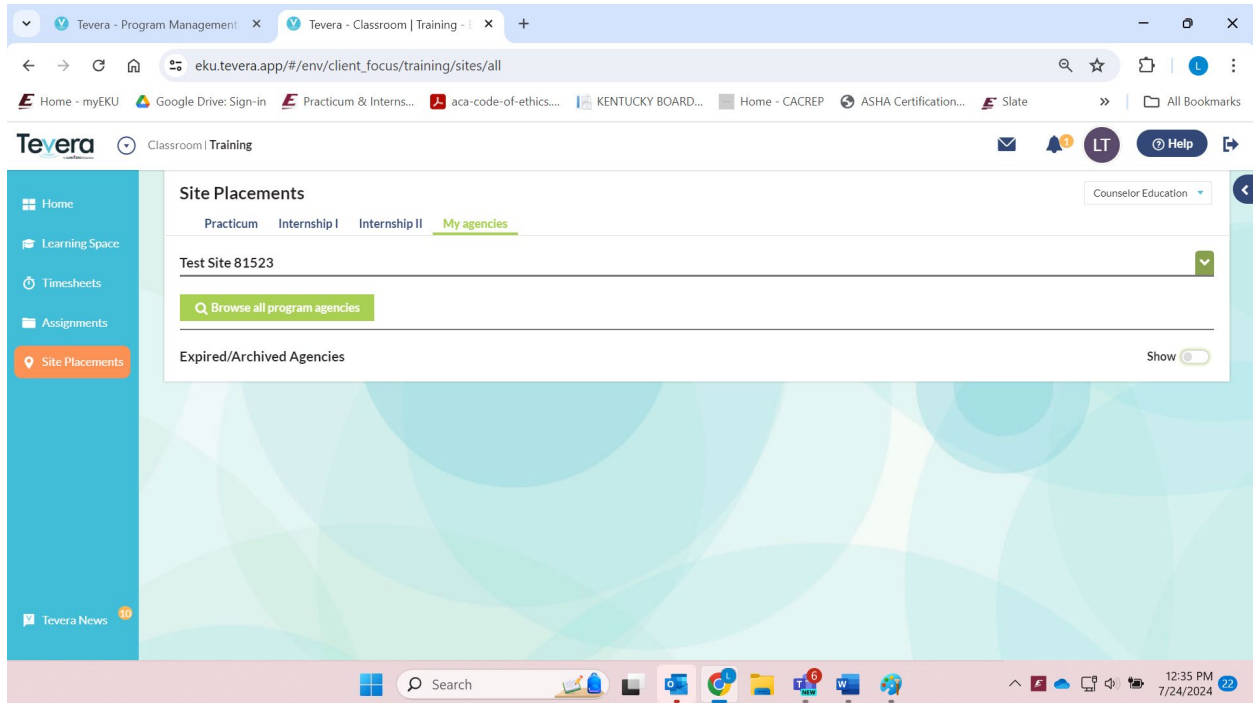 Tevera - Program Management
Tevera - Classroom | Training - E
eku.tevera.app/#/env/client_focus/training/sites/all
L
Home - myEKU
Google Drive: Sign-in
Practicum & Interns...
aca-code-of-ethics....
KENTUCKY BOARD...
Home - CACREP
ASHA Certification...
Slate
All Bookmarks
Tevera
Classroom | Training
1
LT
Help
Home
Learning Space
Timesheets
Assignments
Site Placements
Tevera News
10
Site Placements
Counselor Education
Practicum Internship I Internship II My agencies
Test Site 81523
Browse all program agencies
Expired/Archived Agencies
Show
Search
6
NEW
12:35 PM
7/24/2024
22